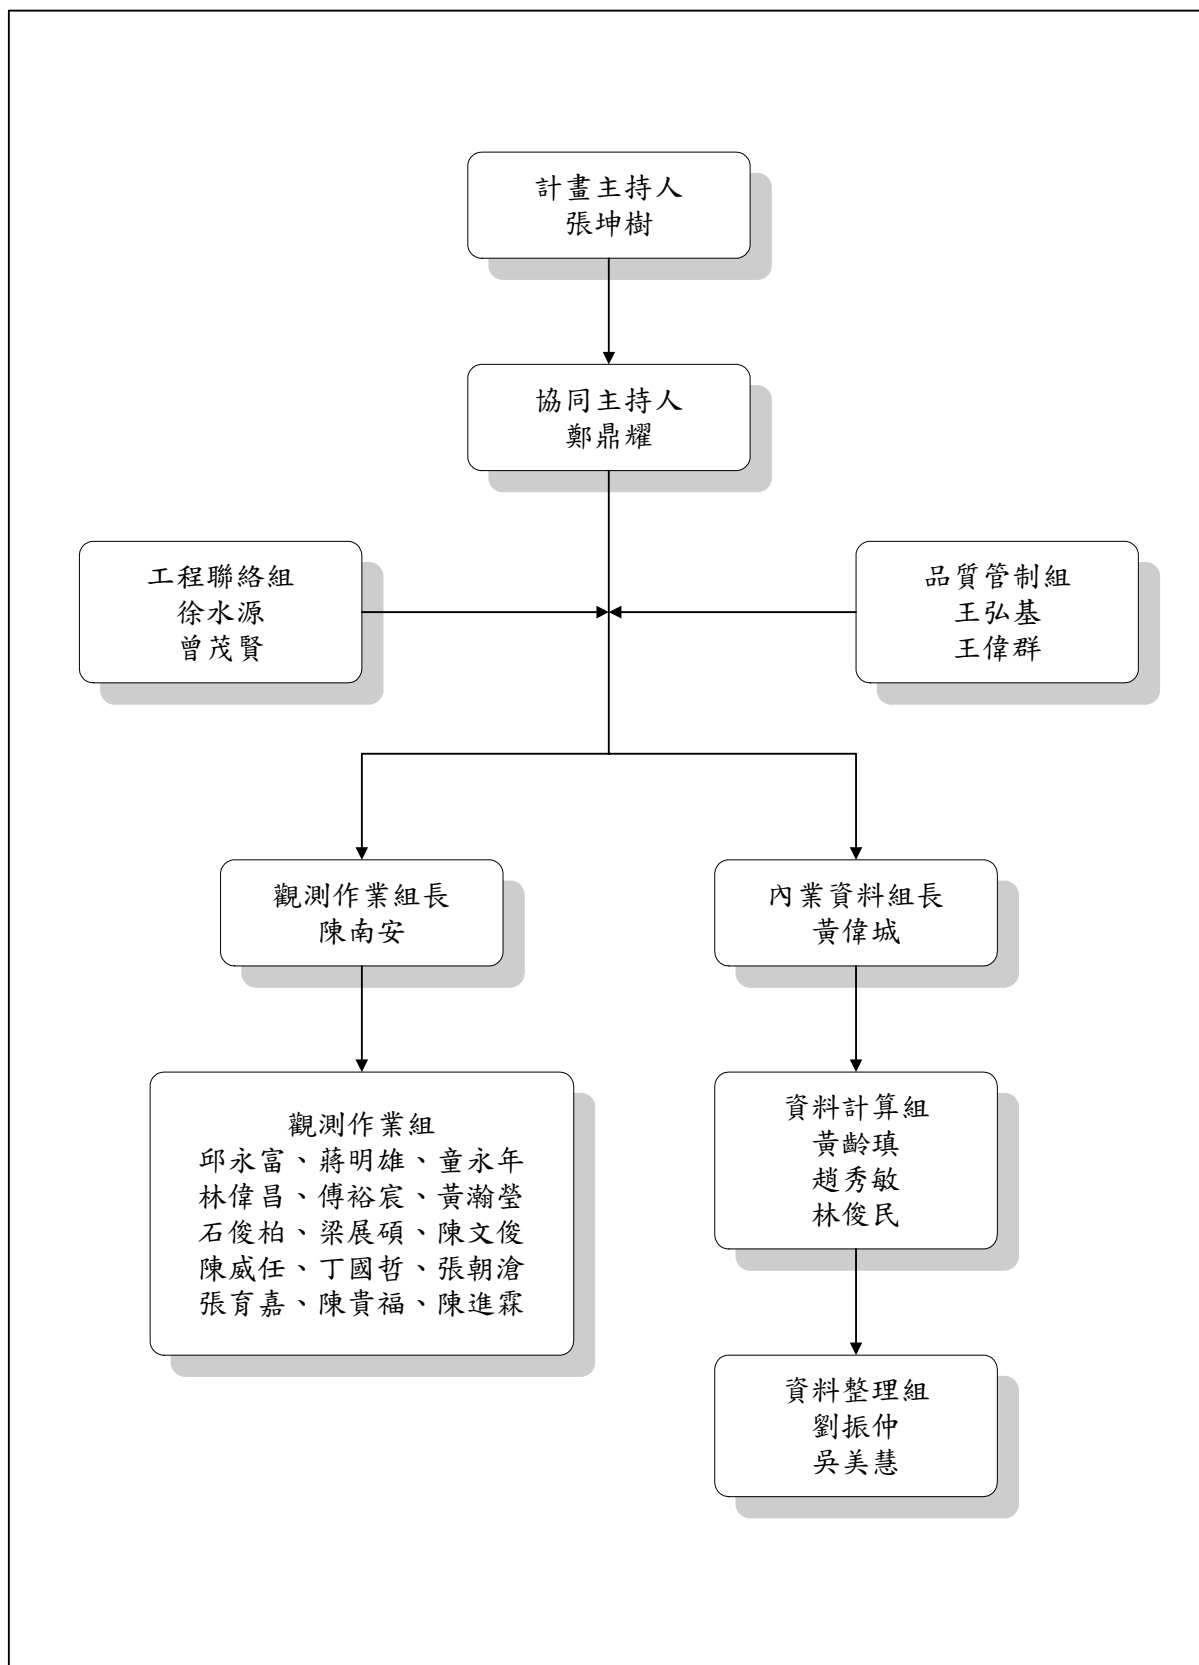 計畫主持人
張坤樹
協同主持人
鄭鼎耀
工程聯絡組
徐水源
曾茂賢
品質管制組
王弘基
王偉群
觀測作業組長
陳南安
內業資料組長
黃偉城
觀測作業組
邱永富、蔣明雄、童永年
林偉昌、傅裕宸、黃瀚瑩
石俊柏、梁展碩、陳文俊
陳威任、丁國哲、張朝滄
張育嘉、陳貴福、陳進霖
資料計算組
黃齡瑱
趙秀敏
林俊民
資料整理組
劉振仲
吳美慧